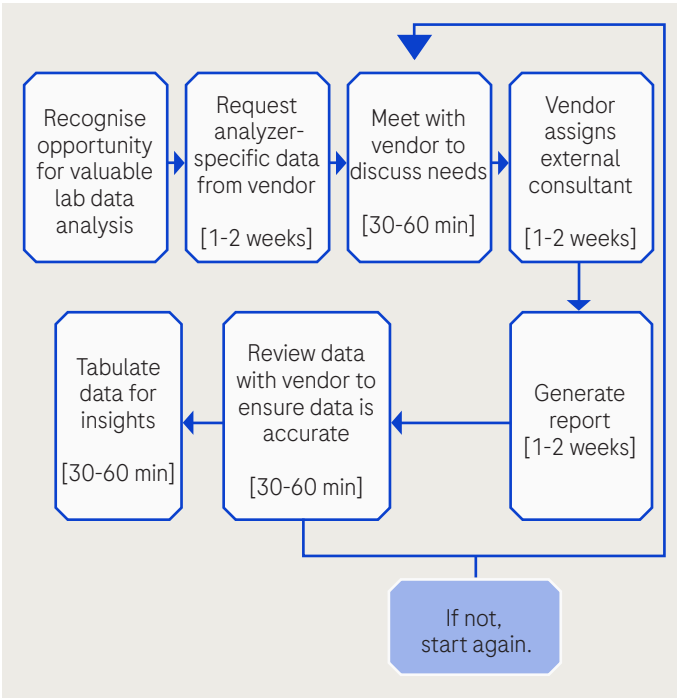 Recognise
opportunity
for valuable
lab data
analysis
Request
analyzer-
specific data
from vendor
[1-2 weeks]
Meet with
vendor to
discuss needs
[30-60 min]
Vendor
assigns
external
consultant
[1-2 weeks]
Generate
report
[1-2 weeks]
Review data
with vendor to
ensure data is
accurate
[30-60 min]
Tabulate
data for
insights
[30-60 min]
If not,
start again.